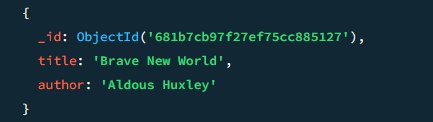 {
_id: ObjectId('681b7cb97f27ef75cc885127'),
title: 'Brave New World',
author: 'Aldous Huxley'
}